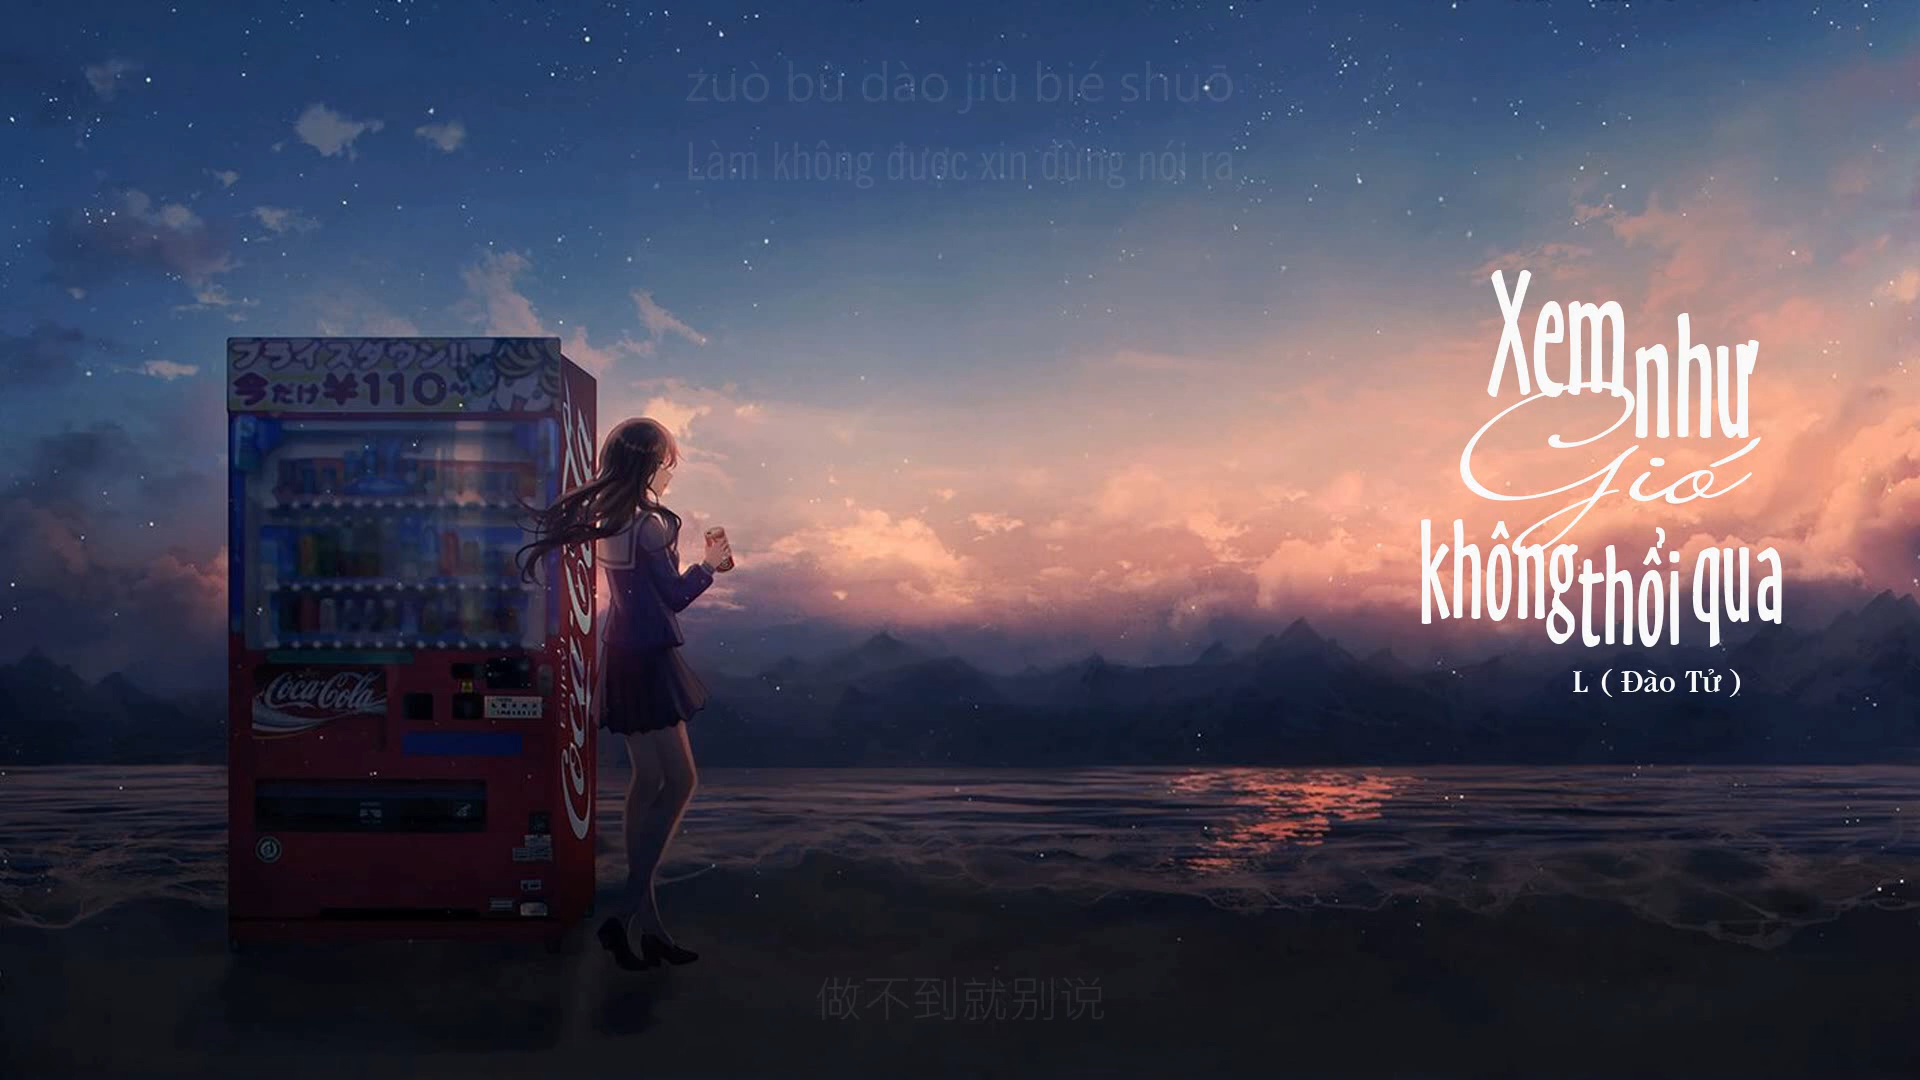 zuò bù dào jiù bié shuō
Làm không được xin đừng nói ra
プライスダウン!!
今だけ¥110~
Coca-Cola
Coca-Cola
Xem
như
Gió
không thổi qua
L ( Đào Tử )
做不到就别说